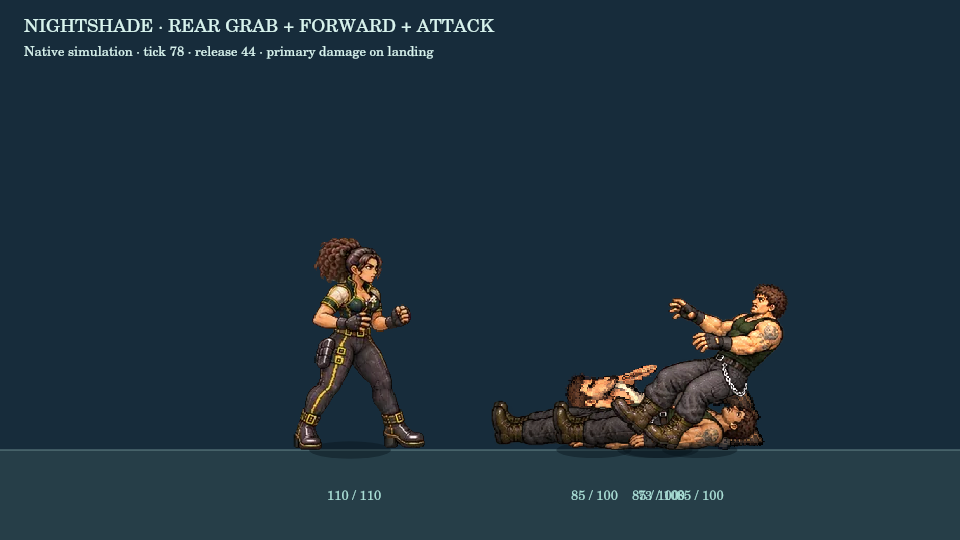 NIGHTSHADE · REAR GRAB + FORWARD + ATTACK
Native simulation · tick 78 · release 44 · primary damage on landing
110 / 110 85 / 100 5 / 100